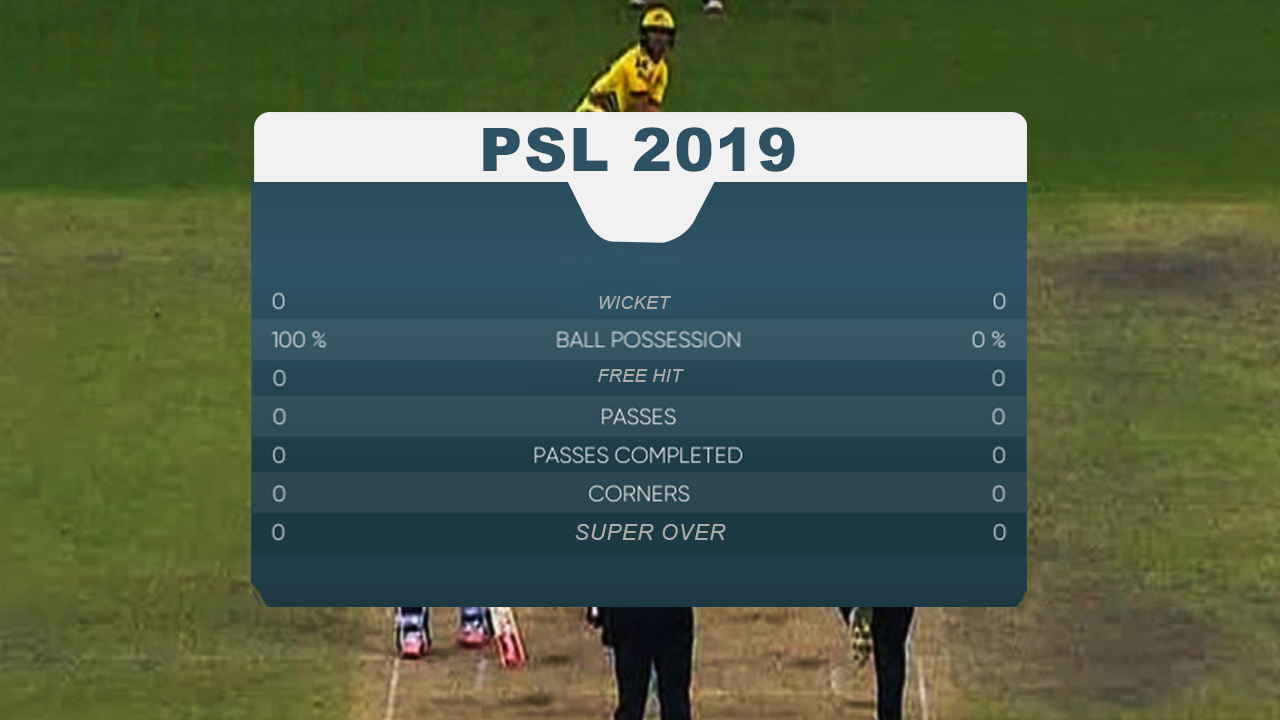 PSL 2019
0 WICKET 0
100 % BALL POSSESSION 0 %
0 FREE HIT 0
0 PASSES 0
0 PASSES COMPLETED 0
0 CORNERS 0
0 SUPER OVER 0